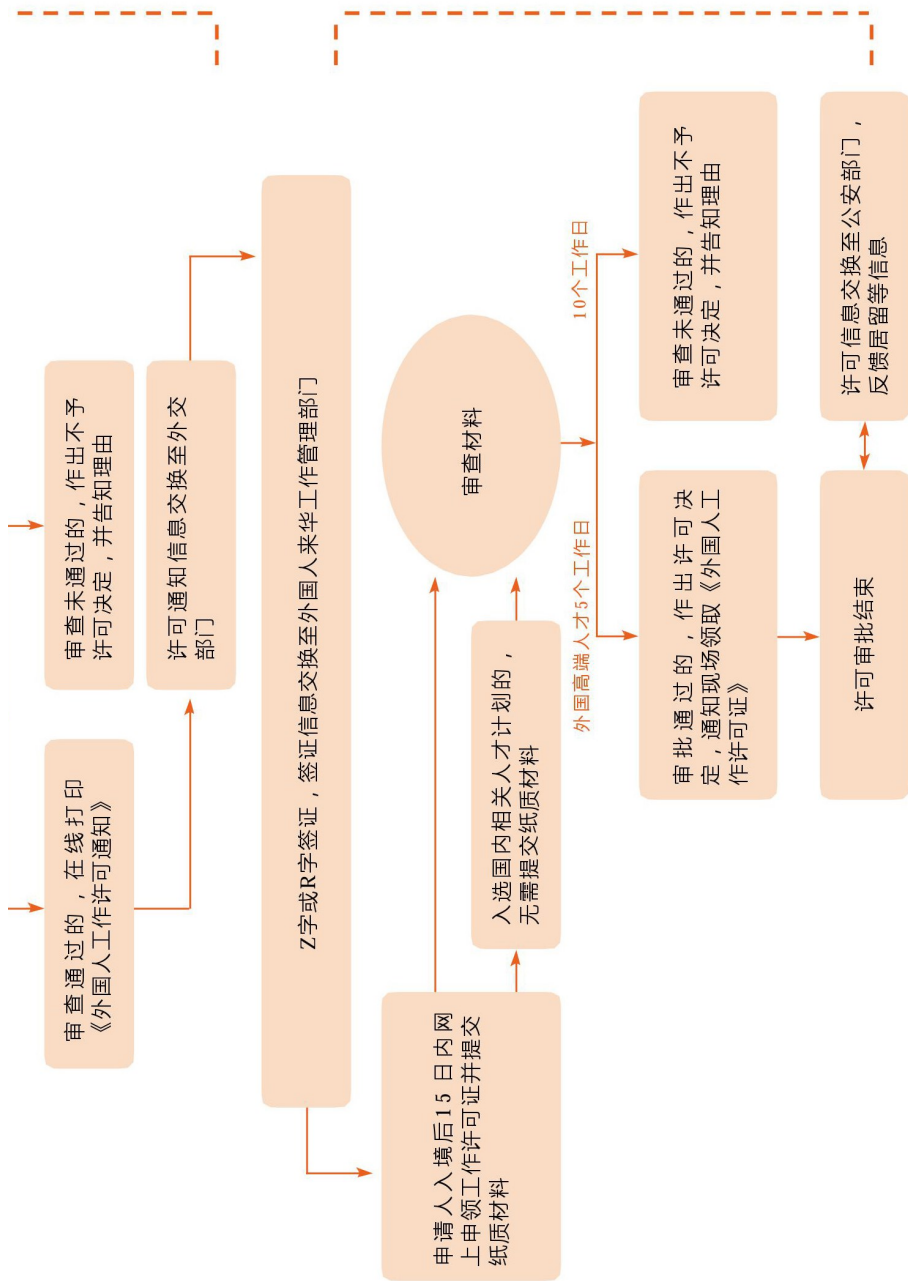 审查通过的，在线打印
《外国人工作许可通知》
审查未通过的，作出不予
许可决定，并告知理由
许可通知信息交换至外交
部门
Z字或R字签证，签证信息交换至外国人来华工作管理部门
申请人入境后15 日内网
上申领工作许可证并提交
纸质材料
入选国内相关人才计划的，
无需提交纸质材料
审查材料
外国高端人才5个工作日
10个工作日
审批通过的，作出许可决
定，通知现场领取《外国人工
作许可证》
审查未通过的，作出不予
许可决定，并告知理由
许可审批结束
许可信息交换至公安部门，
反馈居留等信息